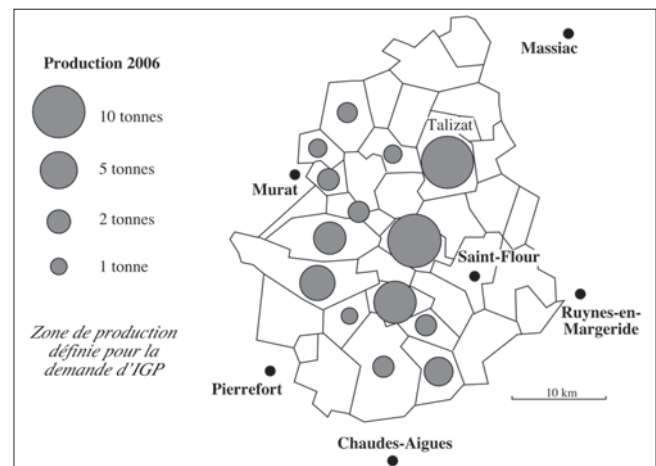 Production 2006
10 tonnes
5 tonnes
2 tonnes
1 tonne
Zone de production
définie pour la
demande d'IGP
Massiac
Talizat
Murat
Saint-Flour
Ruynes-en-
Margeride
Pierrefort
10 km
Chaudes-Aigues